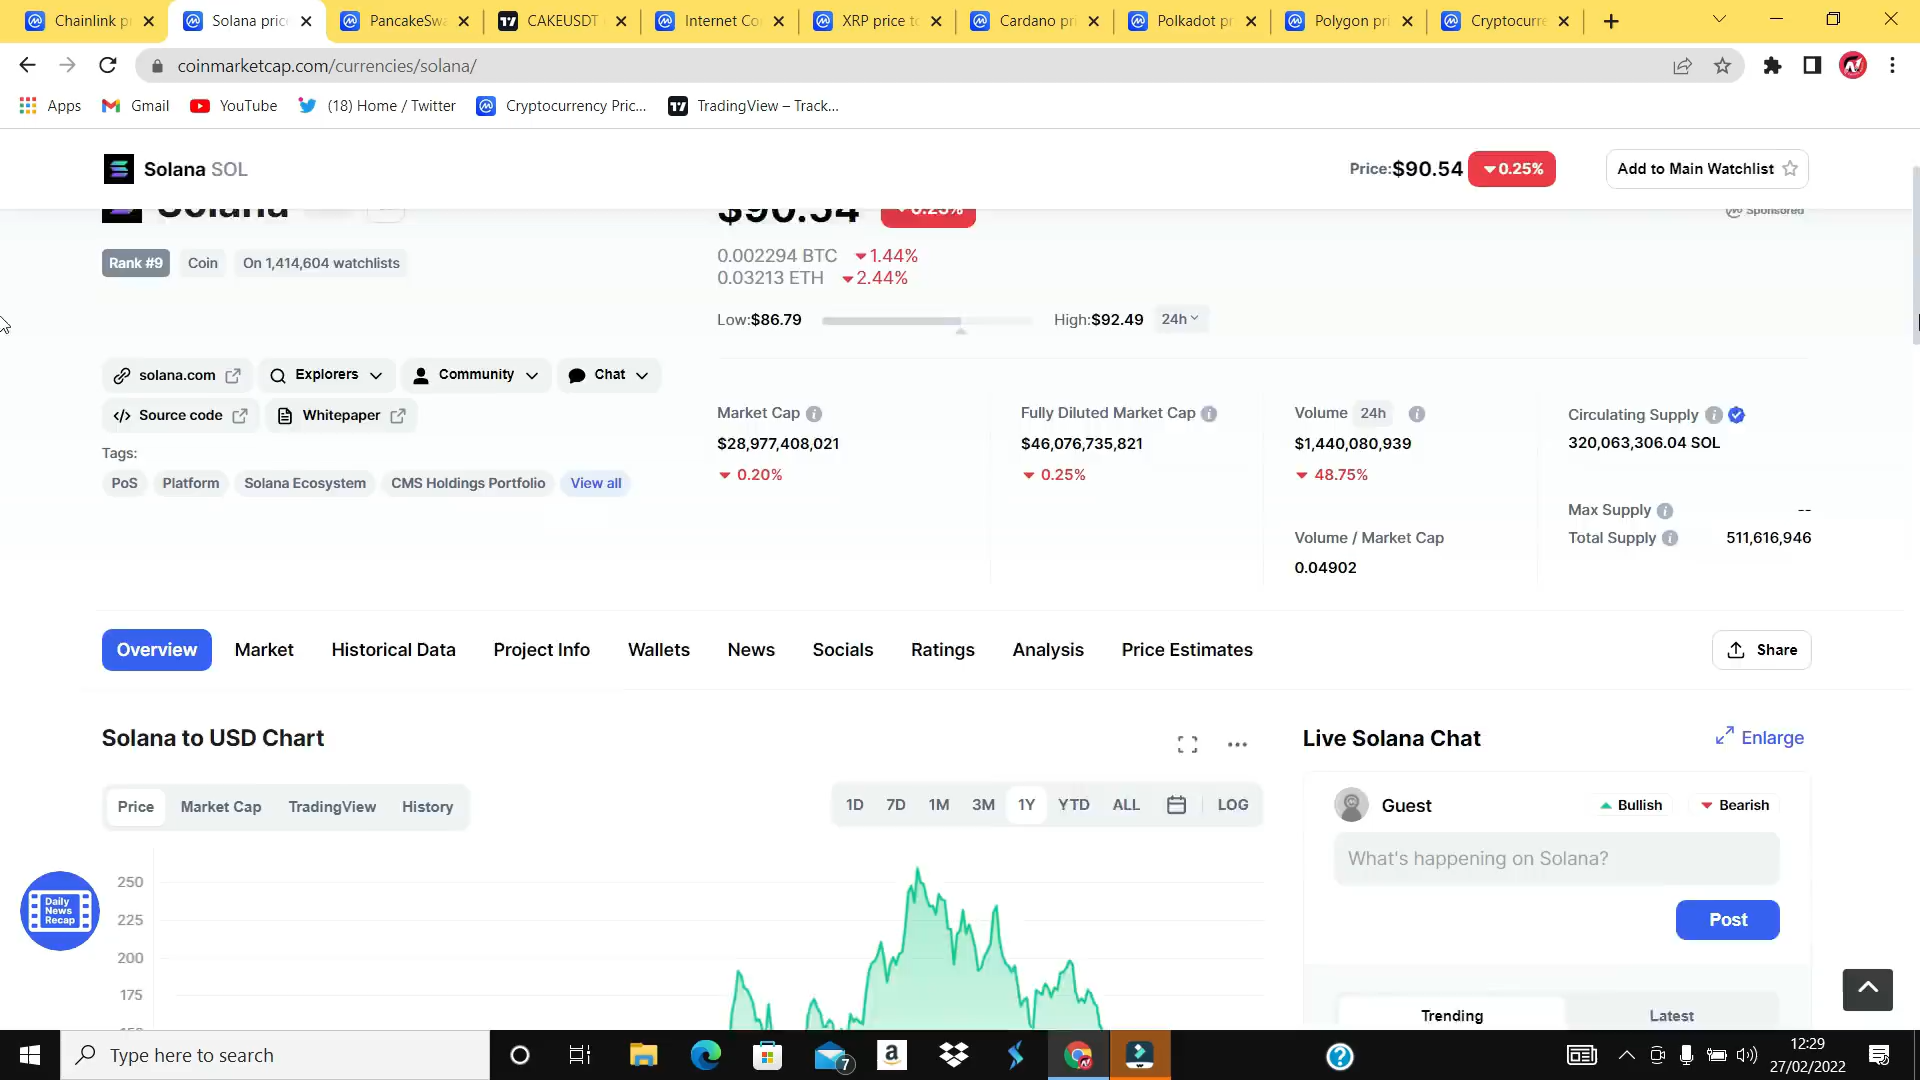 Chainlink p
Solana pric
PancakeSwa
CAKEUSDT
Internet Co
XRP price to
Cardano pri
Polkadot pr
Polygon pri
Cryptocurre
coinmarketcap.com/currencies/solana/
Apps
Gmail
YouTube
(18) Home / Twitter
Cryptocurrency Pric...
TradingView – Track...
Solana SOL
Price:$90.54
0.25%
Add to Main Watchlist
Solana
$90.54
0.25%
Sponsored
Rank #9
Coin
On 1,414,604 watchlists
0.002294 BTC
1.44%
0.03213 ETH
2.44%
Low:$86.79
High:$92.49
24h
solana.com
Explorers
Community
Chat
Source code
Whitepaper
Tags:
PoS
Platform
Solana Ecosystem
CMS Holdings Portfolio
View all
Market Cap
$28,977,408,021
0.20%
Fully Diluted Market Cap
$46,076,735,821
0.25%
Volume 24h
$1,440,080,939
48.75%
Volume / Market Cap
0.04902
Circulating Supply
320,063,306.04 SOL
Max Supply --
Total Supply 511,616,946
Overview
Market
Historical Data
Project Info
Wallets
News
Socials
Ratings
Analysis
Price Estimates
Share
Solana to USD Chart
Price
Market Cap
TradingView
History
1D
7D
1M
3M
1Y
YTD
ALL
LOG
250
225
200
175
Daily
News
Recap
Live Solana Chat
Enlarge
Guest
Bullish
Bearish
What's happening on Solana?
Post
Trending
Latest
Type here to search
7
12:29
27/02/2022